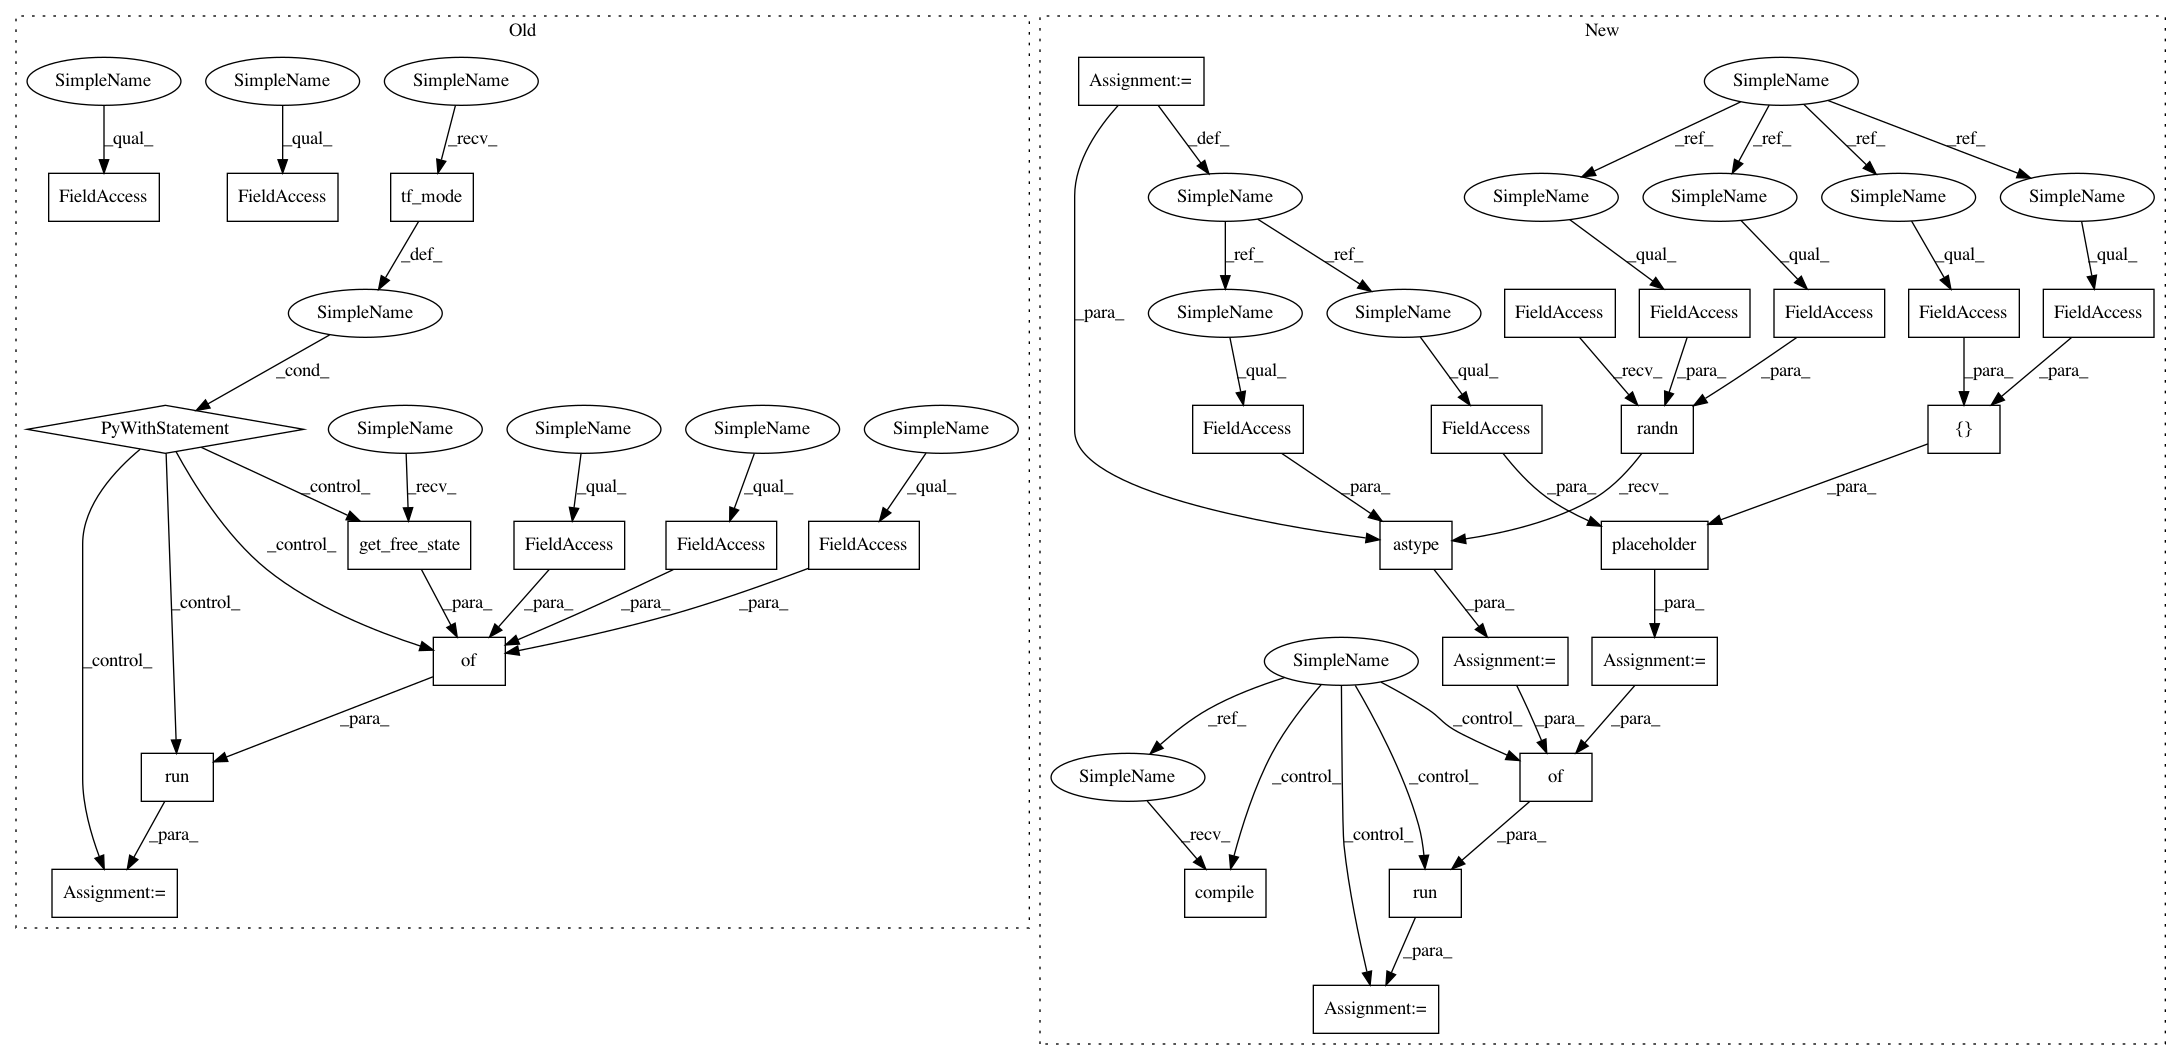 Old
New
SimpleName
SimpleName
SimpleName
Assignment:=
SimpleName
_qual_
_qual_
_recv_
_def_
_ref_
_ref_
_ref_
_ref_
FieldAccess
FieldAccess
tf_mode
SimpleName
SimpleName
SimpleName
SimpleName
SimpleName
_def_
_ref_
_ref_
_qual_
_qual_
_qual_
_qual_
SimpleName
_para_
SimpleName
SimpleName
FieldAccess
FieldAccess
FieldAccess
FieldAccess
FieldAccess
_cond_
_qual_
_qual_
_recv_
_para_
_para_
_para_
_para_
PyWithStatement
SimpleName
SimpleName
SimpleName
SimpleName
FieldAccess
FieldAccess
randn
{}
_control_
_recv_
_qual_
_qual_
_qual_
_para_
_para_
_recv_
_para_
_control_
get_free_state
FieldAccess
FieldAccess
FieldAccess
astype
placeholder
_control_
_para_
_para_
_para_
_para_
_para_
_para_
_control_
of
SimpleName
Assignment:=
Assignment:=
_para_
_ref_
_control_
_para_
_para_
run
SimpleName
_control_
_control_
of
_para_
_recv_
_control_
_para_
Assignment:=
compile
run
_para_
Assignment:=